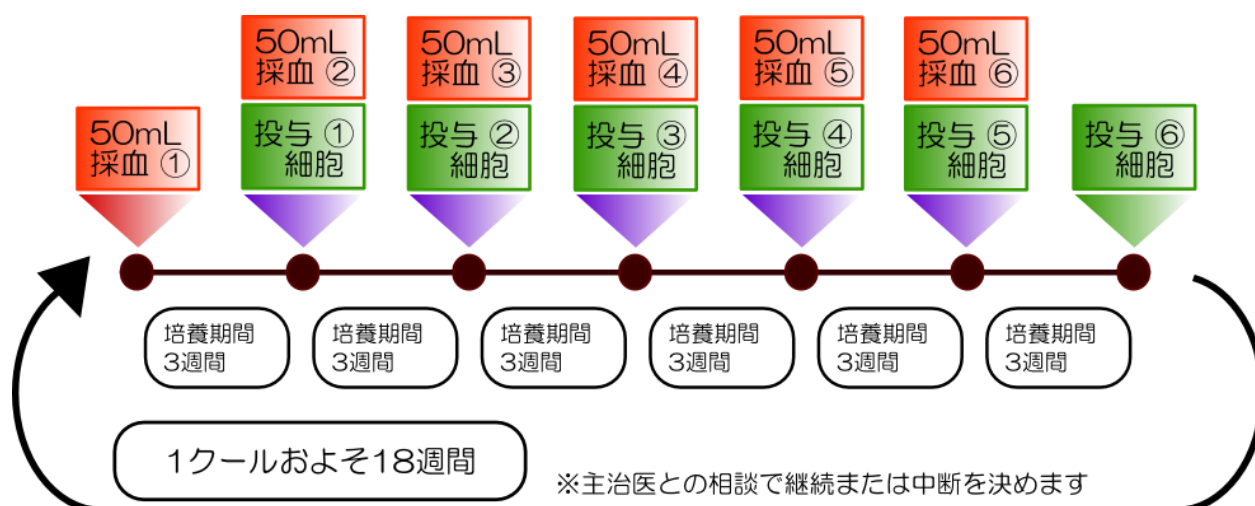 50mL
採血 ①
50mL
採血 ②
投与 ①
細胞
50mL
採血 ③
投与 ②
細胞
50mL
採血 ④
投与 ③
細胞
50mL
採血 ⑤
投与 ④
細胞
50mL
採血 ⑥
投与 ⑤
細胞
投与 ⑥
細胞
培養期間
3週間
培養期間
3週間
培養期間
3週間
培養期間
3週間
培養期間
3週間
培養期間
3週間
1クールおよそ18週間
※主治医との相談で継続または中断を決めます